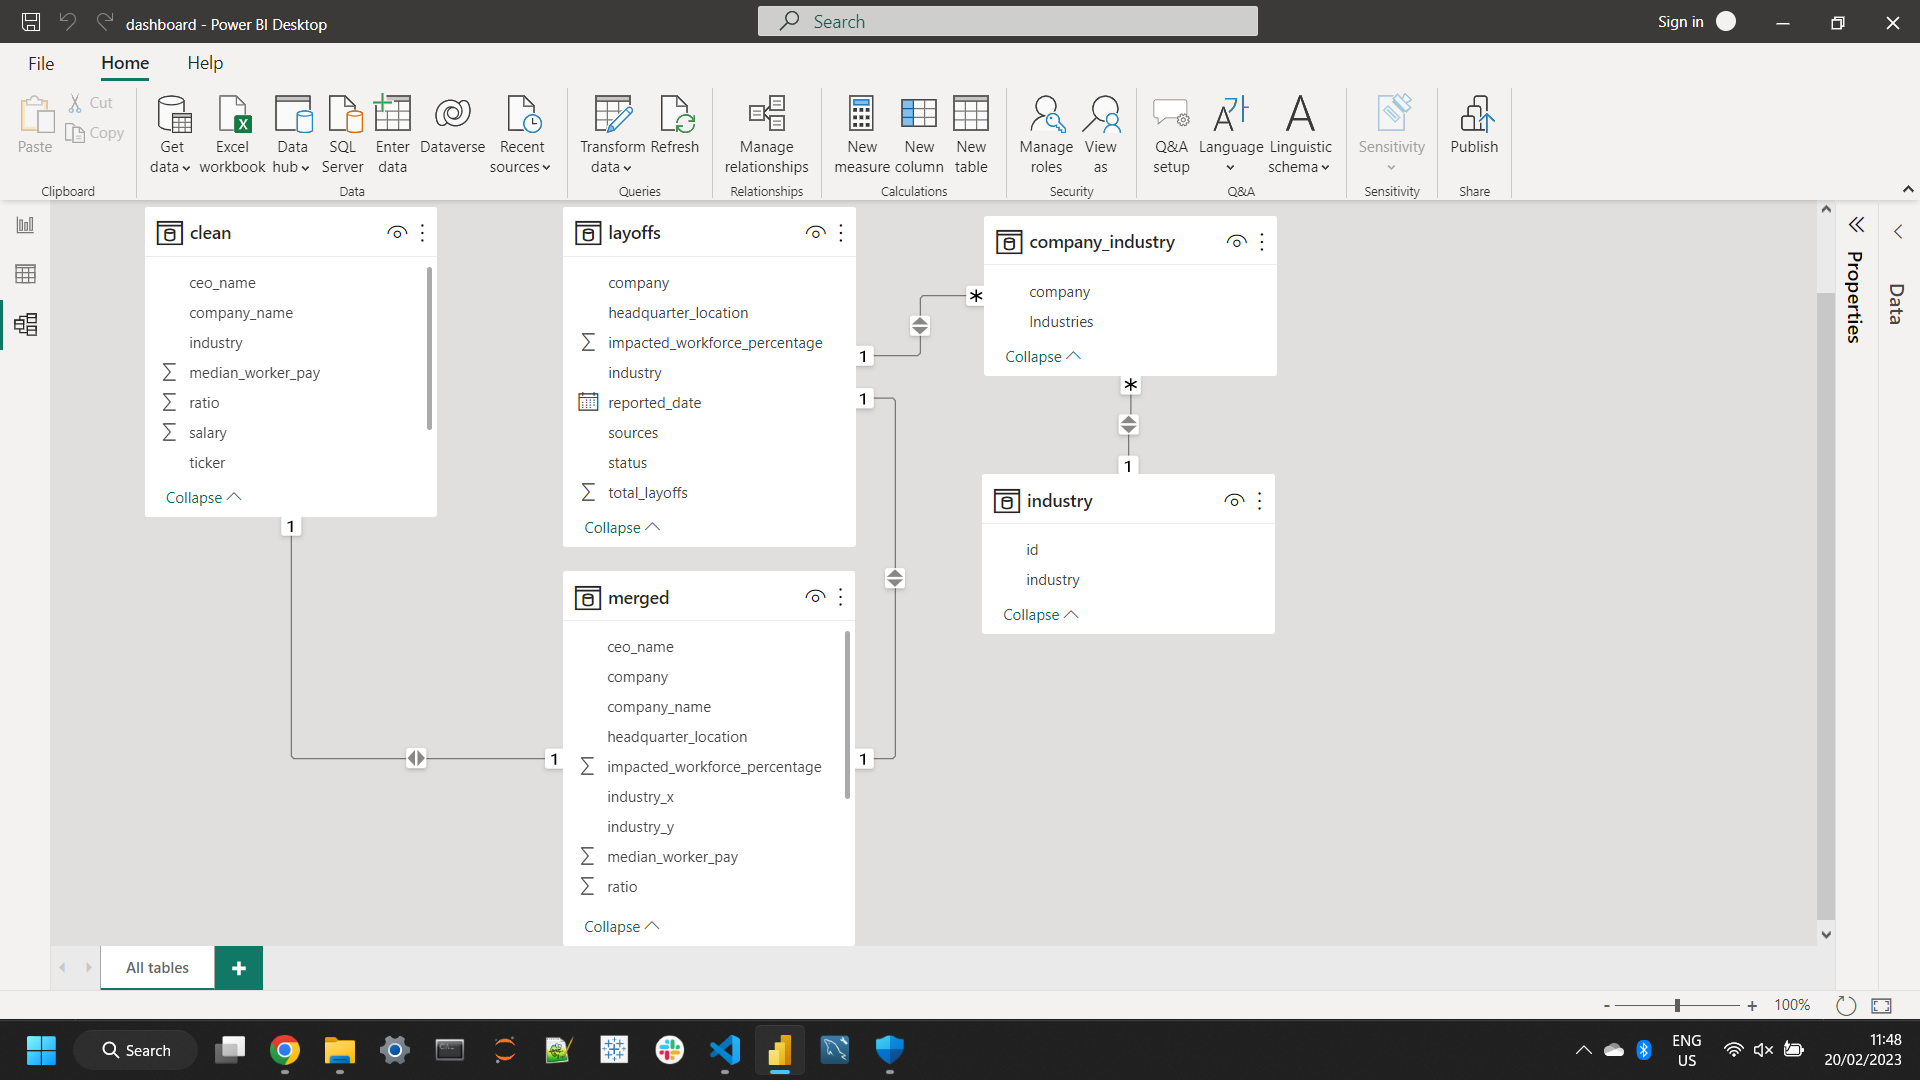 dashboard - Power BI Desktop
Search
Sign in
File
Home
Help
Paste
Cut
Copy
Clipboard
Get data
Excel workbook
Data hub
SQL Server
Enter data
Dataverse
Recent sources
Data
Transform data
Refresh
Queries
Manage relationships
Relationships
New measure
New column
New table
Calculations
Manage roles
View as
Security
Q&A setup
Language
Linguistic schema
Q&A
Sensitivity
Sensitivity
Publish
Share
clean
ceo_name
company_name
industry
median_worker_pay
ratio
salary
ticker
Collapse
1
layoffs
company
headquarter_location
impacted_workforce_percentage
industry
reported_date
sources
status
total_layoffs
Collapse
1
1
company_industry
company
Industries
Collapse
*
*
1
industry
id
industry
Collapse
merged
ceo_name
company
company_name
headquarter_location
impacted_workforce_percentage
industry_x
industry_y
median_worker_pay
ratio
Collapse
1
1
Properties
Data
All tables
+
- + 100%
Search
ENG
US
11:48
20/02/2023